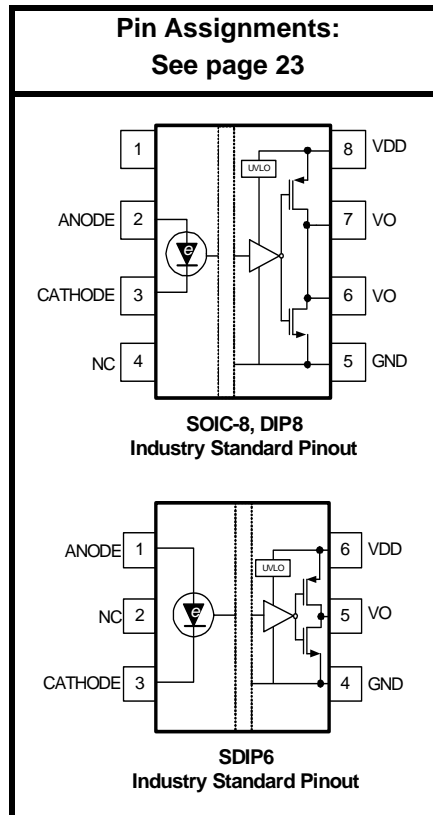 Pin Assignments:
See page 23
1 8 VDD
UVLO
ANODE 2 7 VO
e
CATHODE 3 6 VO
NC 4 5 GND
SOIC-8, DIP8
Industry Standard Pinout
ANODE 1 6 VDD
UVLO
NC 2 5 VO
e
CATHODE 3 4 GND
SDIP6
Industry Standard Pinout